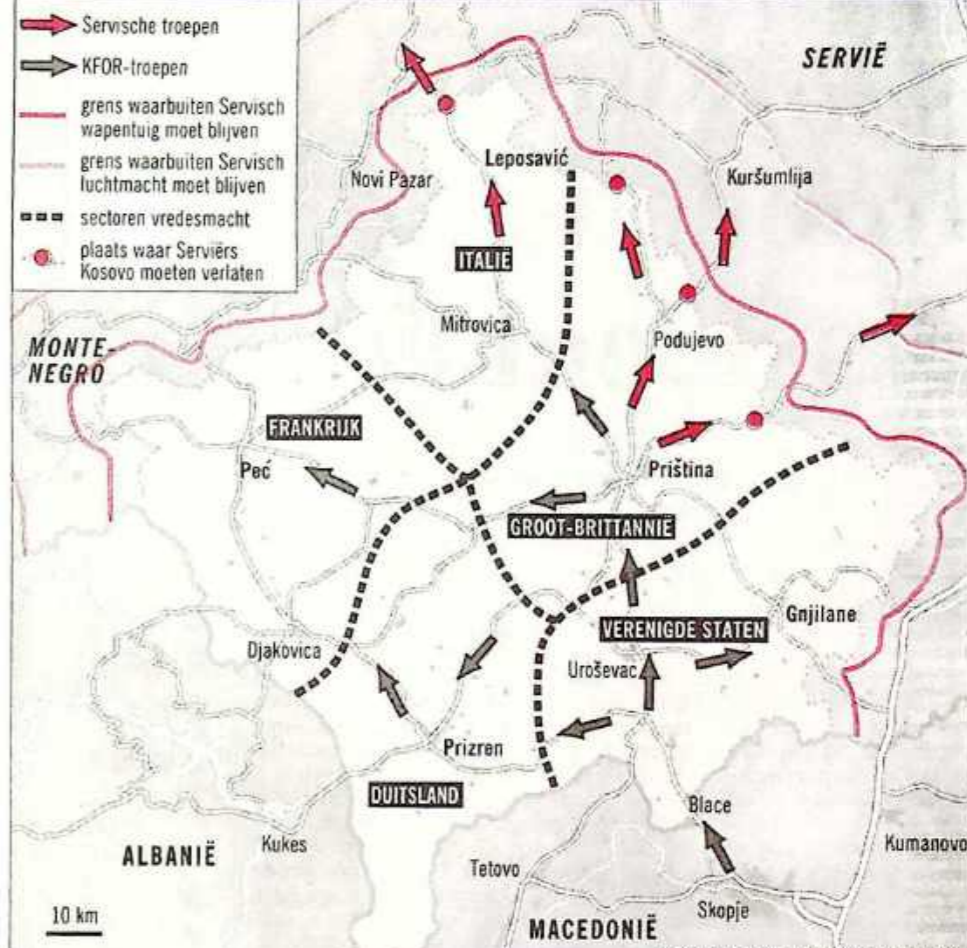 Servische troepen
KFOR-troepen
grens waarbuiten Servisch
wapentuig moet blijven
grens waarbuiten Servisch
luchtmacht moet blijven
sectoren vredesmacht
plaats waar Serviërs
Kosovo moeten verlaten
SERVIË
Leposavić
Novi Pazar
Kuršumlija
ITALIË
Mitrovica
Podujevo
MONTE-
NEGRO
FRANKRIJK
Peć
Priština
GROOT-BRITTANNIË
Gnjilane
VERENIGDE STATEN
Djakovica
Uroševac
Prizren
DUITSLAND
Blace
Kukes
ALBANIË
Kumanovo
Tetovo
10 km
Skopje
MACEDONIË